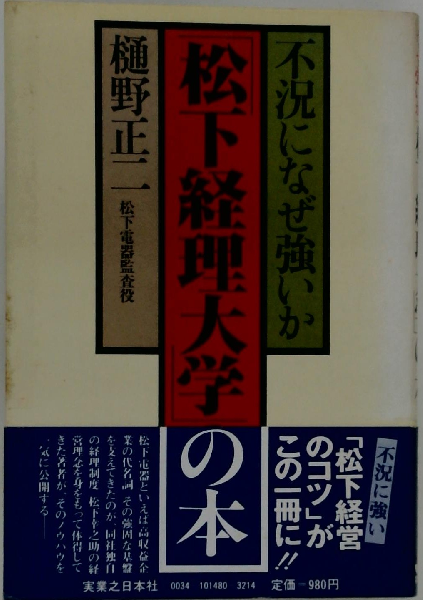 不況になぜ強いか
「松下経理大学」
の本
樋野正二
松下電器監査役
不況に強い
「松下経営
のコツ」が
この一冊に!!
松下電器といえば高収益企
業の代名詞。その強固な基盤
を支えてきたのが、同社独自
の経理制度。松下幸之助の経
営理念を身をもって体得して
きた著者が、そのノウハウを
一気に公開する——
実業之日本社 0034 101480 3214 定価—980円